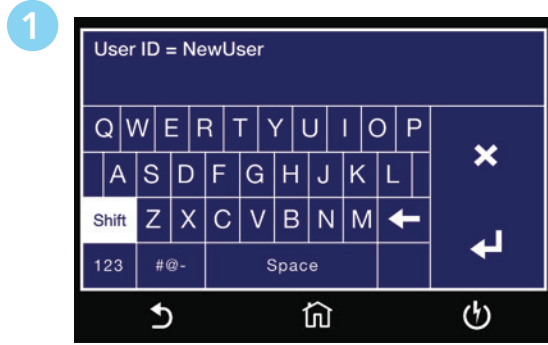 1
User ID = NewUser
Q W E R T Y U I O P
A S D F G H J K L
Shift Z X C V B N M
123 #@- Space